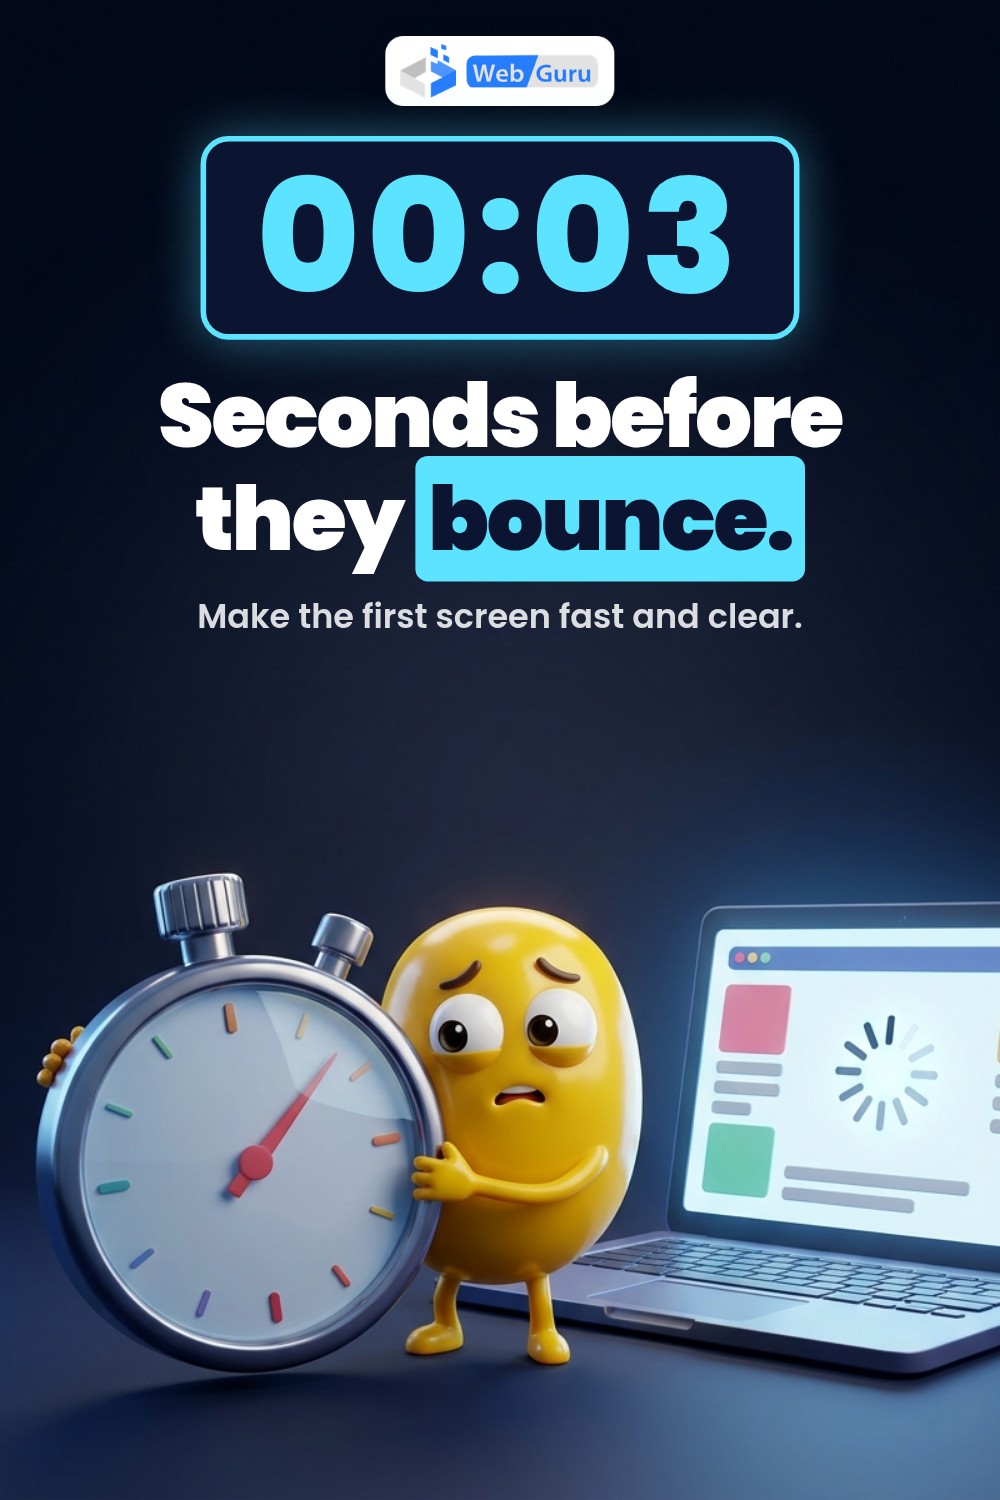 Web Guru
00:03
Seconds before
they bounce.
Make the first screen fast and clear.